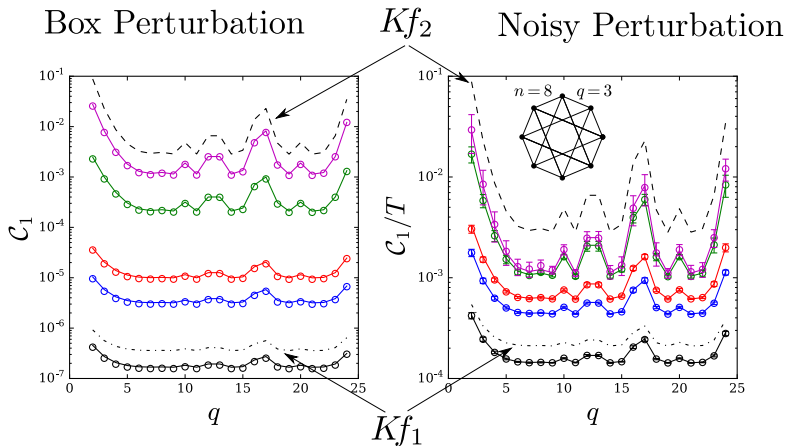 Box Perturbation
Kf₂
Noisy Perturbation
10⁻¹
10⁻²
10⁻³
10⁻⁴
10⁻⁵
10⁻⁶
10⁻⁷
C₁
0 5 10 15 20 25
q
n=8 q=3
10⁻¹
10⁻²
10⁻³
10⁻⁴
C₁/T
0 5 10 15 20 25
q
Kf₁